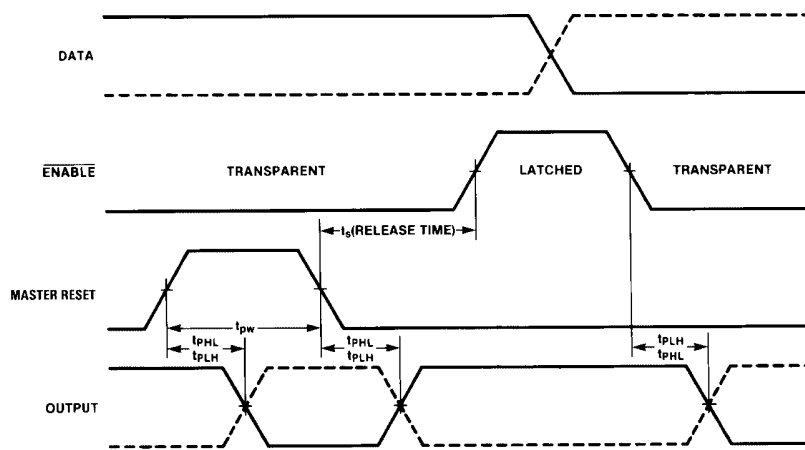 DATA
ENABLE
TRANSPARENT
LATCHED
TRANSPARENT
ts(RELEASE TIME)
MASTER RESET
tpw
tPHL
tPLH
tPHL
tPLH
tPLH
tPHL
OUTPUT